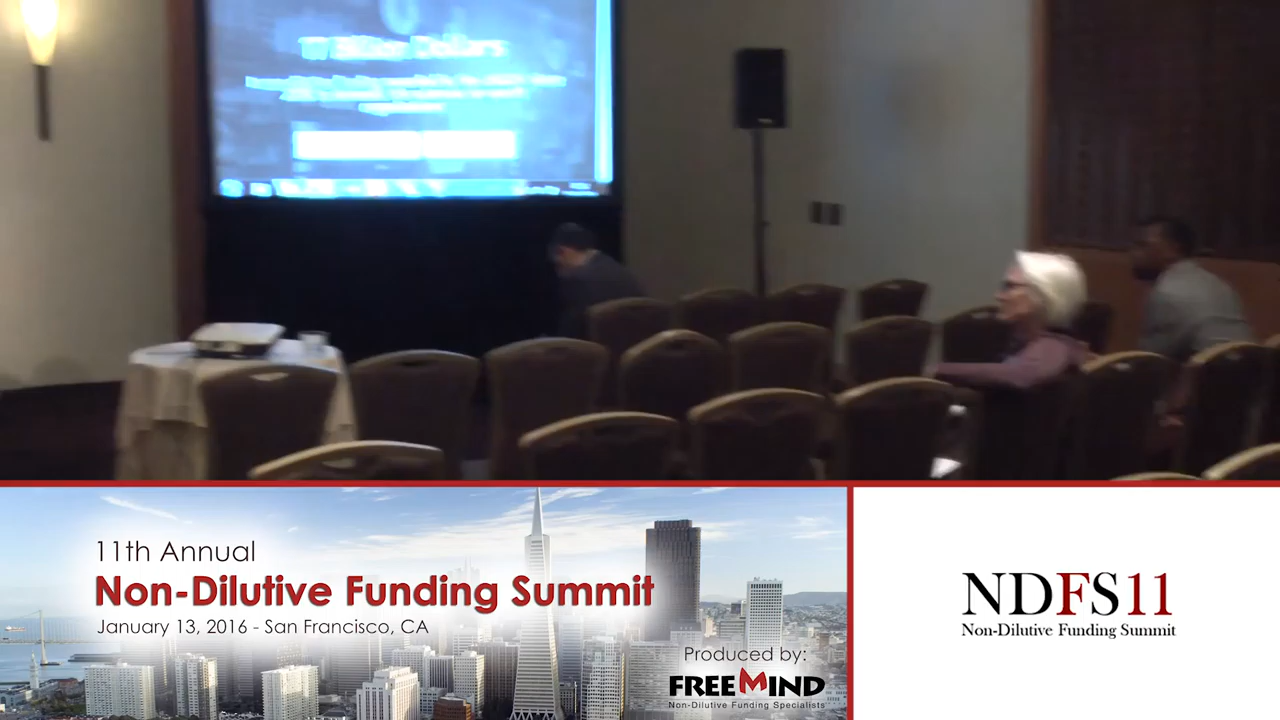 Dollars
11th Annual
Non-Dilutive Funding Summit
January 13, 2016 - San Francisco, CA
Produced by:
FREEMIND
Non-Dilutive Funding Specialists
NDFS11
Non-Dilutive Funding Summit